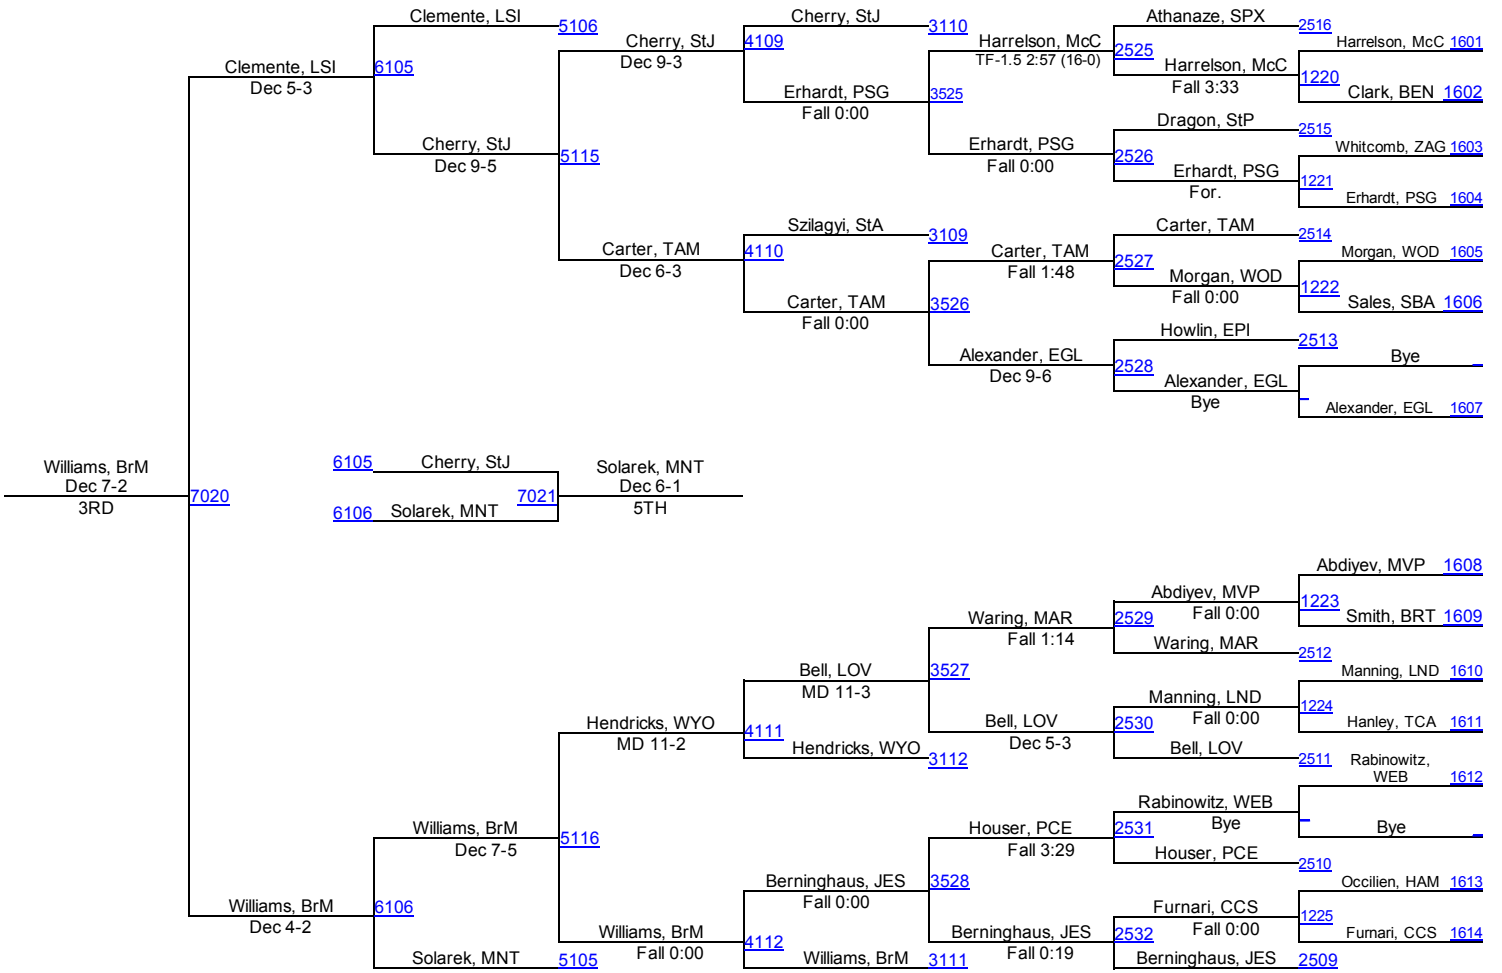 Clemente, LSI 5106 Cherry, StJ 3110 Athanaze, SPX 2516
Cherry, StJ 4109 Harrelson, McC 2525 Harrelson, McC 1601
Dec 9-3 TF-1.5 2:57 (16-0)
Clemente, LSI 6105 Harrelson, McC 1220
Dec 5-3 Erhardt, PSG 3525 Fall 3:33 Clark, BEN 1602
Fall 0:00 Dragon, StP 2515
Cherry, StJ 5115 Erhardt, PSG 2526 Whitcomb, ZAG 1603
Dec 9-5 Fall 0:00 Erhardt, PSG 1221
For. Erhardt, PSG 1604
Szilagyi, StA 3109 Carter, TAM 2514
Carter, TAM 4110 Carter, TAM 2527 Morgan, WOD 1605
Dec 6-3 Fall 1:48 Morgan, WOD 1222
Carter, TAM 3526 Fall 0:00 Sales, SBA 1606
Fall 0:00 Howlin, EPI 2513
Alexander, EGL 2528 Bye
Dec 9-6 Alexander, EGL
Bye Alexander, EGL 1607
Williams, BrM 6105 Cherry, StJ Solarek, MNT
Dec 7-2 7020 7021 Dec 6-1
3RD 6106 Solarek, MNT 5TH
Abdiyev, MVP 1608
Abdiyev, MVP 1223
Waring, MAR 2529 Fall 0:00 Smith, BRT 1609
Fall 1:14 Waring, MAR 2512
Bell, LOV 3527 Manning, LND 1610
MD 11-3 Manning, LND 1224
Hendricks, WYO 4111 Bell, LOV 2530 Fall 0:00 Hanley, TCA 1611
MD 11-2 Hendricks, WYO 3112 Dec 5-3 Bell, LOV 2511 Rabinowitz,
WEB 1612
Rabinowitz, WEB
Williams, BrM 5116 Houser, PCE 2531 Bye Bye
Dec 7-5 Fall 3:29 Houser, PCE 2510
Berninghaus, JES 3528 Occilien, HAM 1613
Williams, BrM 6106 Fall 0:00 Furnari, CCS 1225
Dec 4-2 Williams, BrM 4112 Berninghaus, JES 2532 Fall 0:00 Furnari, CCS 1614
Solarek, MNT 5105 Fall 0:00 Williams, BrM 3111 Fall 0:19 Berninghaus, JES 2509